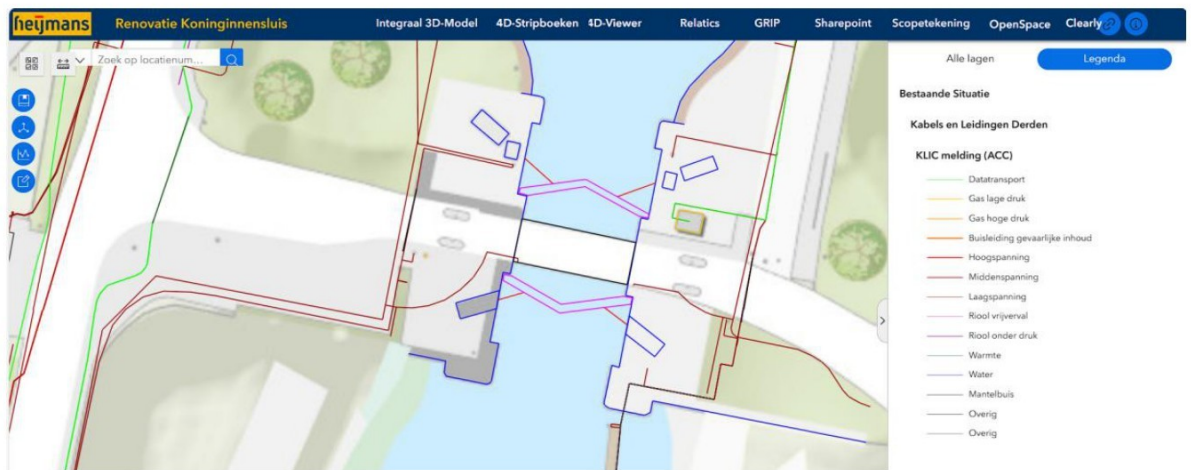 heijmans
Renovatie Koninginnensluis
Integraal 3D-Model
4D-Stripboeken
4D-Viewer
Relatics
GRIP
Sharepoint
Scopetekening
OpenSpace
Clearly
Zoek op locatienum...
Alle lagen
Legenda
Bestaande Situatie
Kabels en Leidingen Derden
KLIC melding (ACC)
Datatransport
Gas lage druk
Gas hoge druk
Buisleiding gevaarlijke inhoud
Hoogspanning
Middenspanning
Laagspanning
Riool vrijverval
Riool onder druk
Warmte
Water
Mantelbuis
Overig
Overig